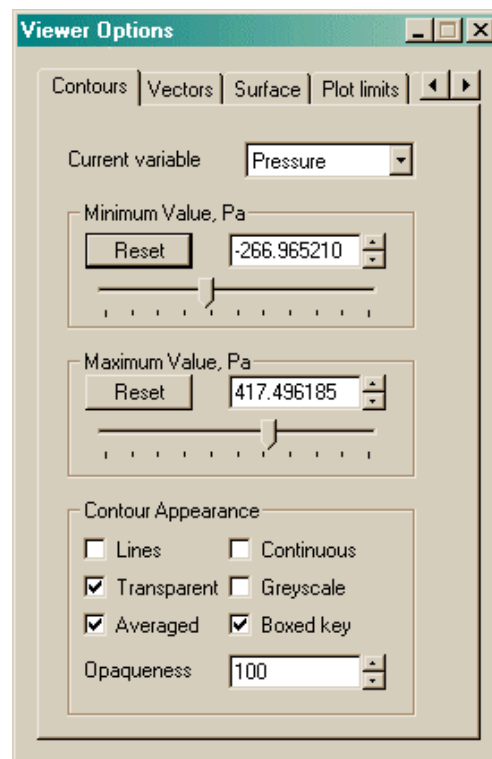 Viewer Options
Contours Vectors Surface Plot limits
Current variable Pressure
Minimum Value, Pa
Reset -266.965210
Maximum Value, Pa
Reset 417.496185
Contour Appearance
Lines Continuous
Transparent Greyscale
Averaged Boxed key
Opaqueness 100